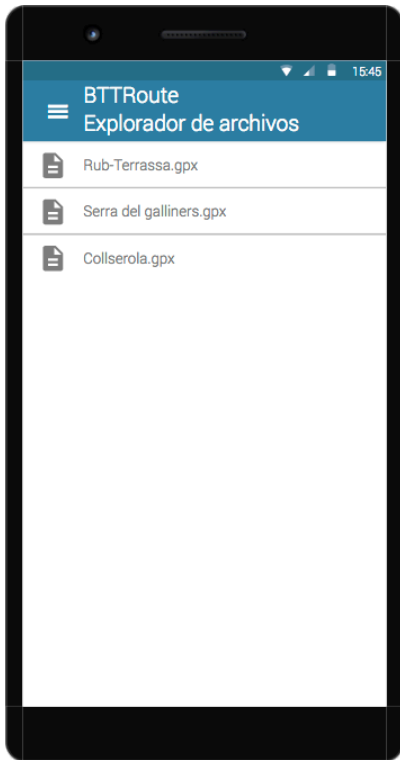 15:45
BTTRoute
Explorador de archivos
Rub-Terrassa.gpx
Serra del galliners.gpx
Collserola.gpx